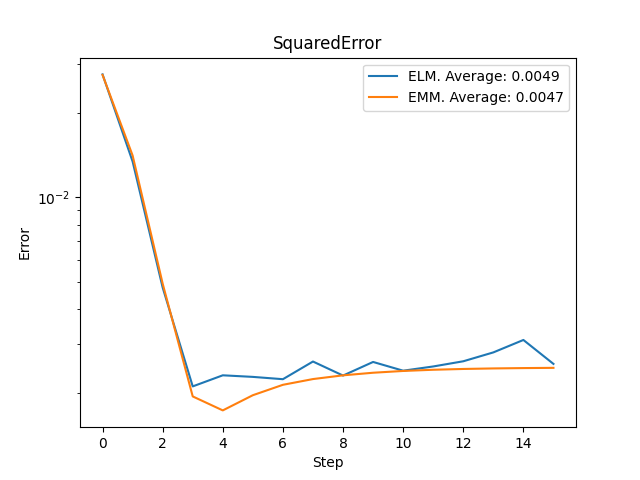 SquaredError
ELM. Average: 0.0049
EMM. Average: 0.0047
10⁻²
Error
0 2 4 6 8 10 12 14
Step